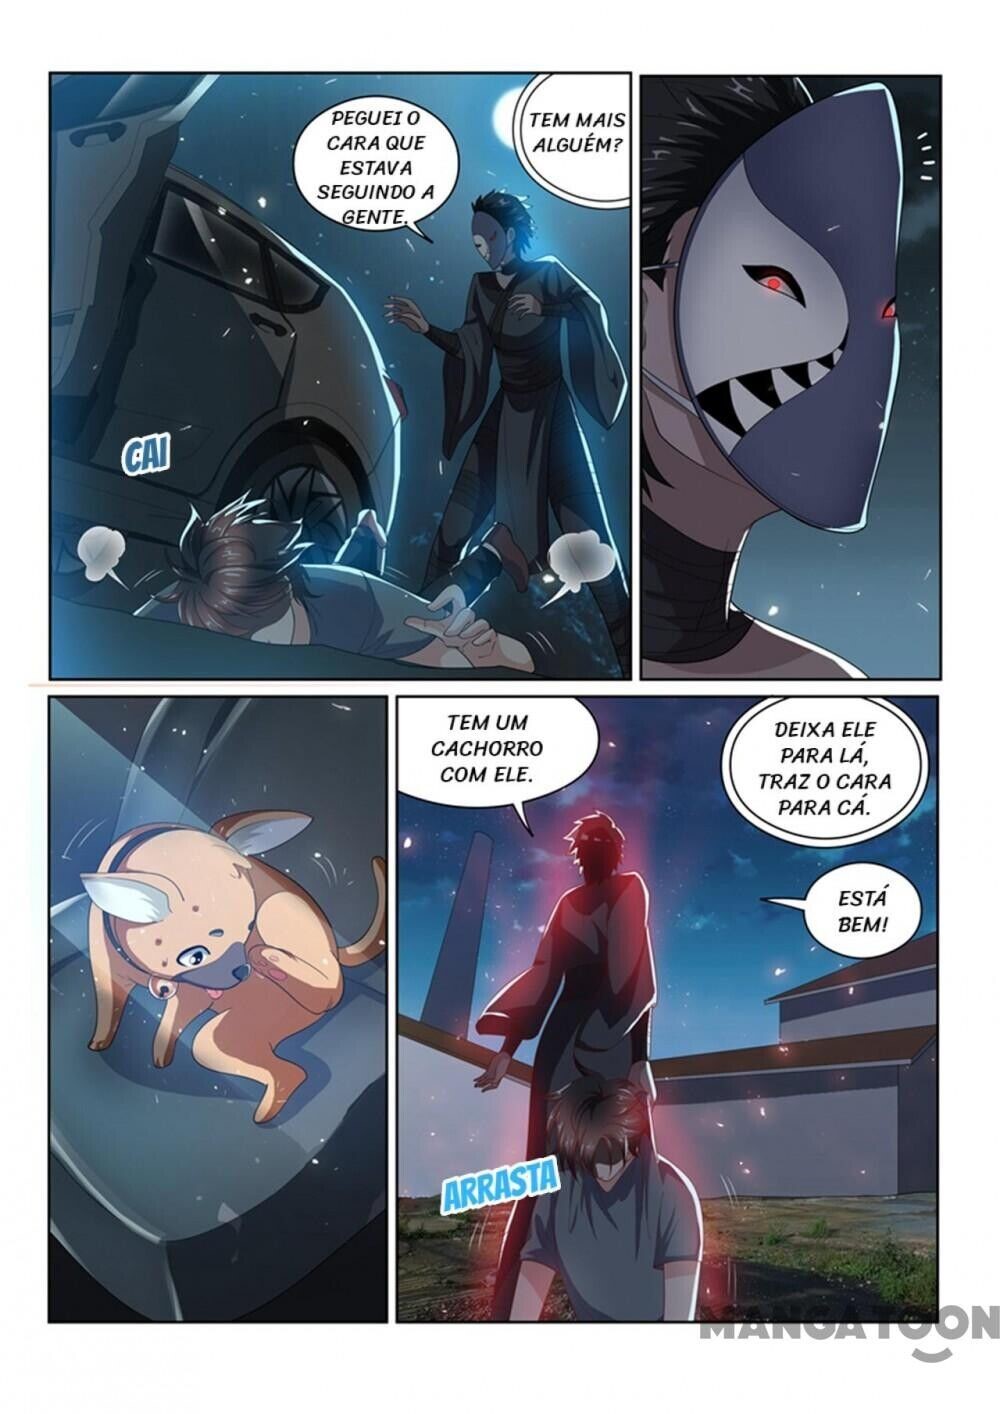 PEGUEI O
CARA QUE
ESTAVA
SEGUINDO A
GENTE.
TEM MAIS
ALGUÉM?
CAI
TEM UM
CACHORRO
COM ELE.
DEIXA ELE
PARA LÁ,
TRAZ O CARA
PARA CÁ.
ESTÁ
BEM!
ARRASTA
MANGATOON